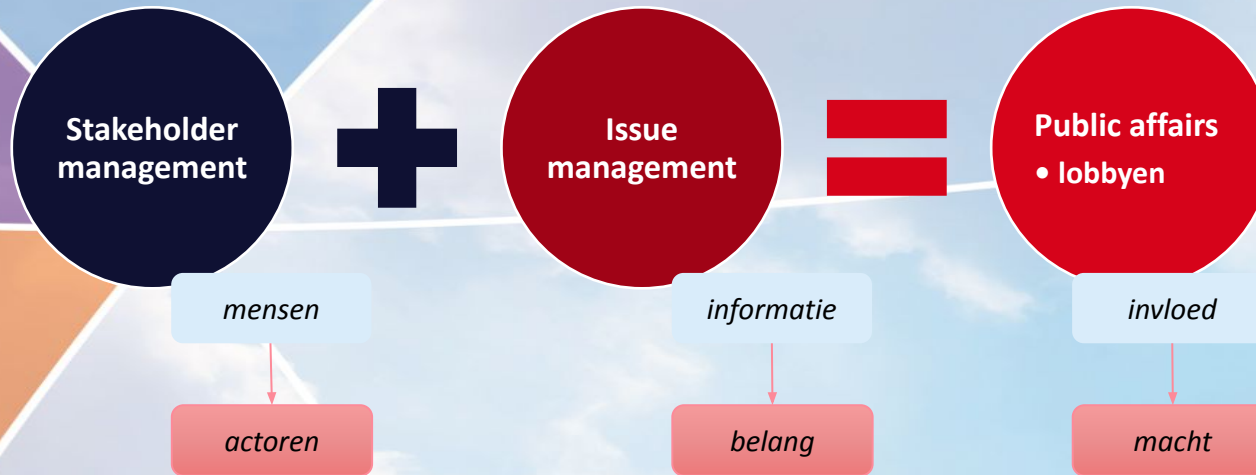 Stakeholder
management
Issue
management
Public affairs
• lobbyen
mensen
informatie
invloed
actoren
belang
macht